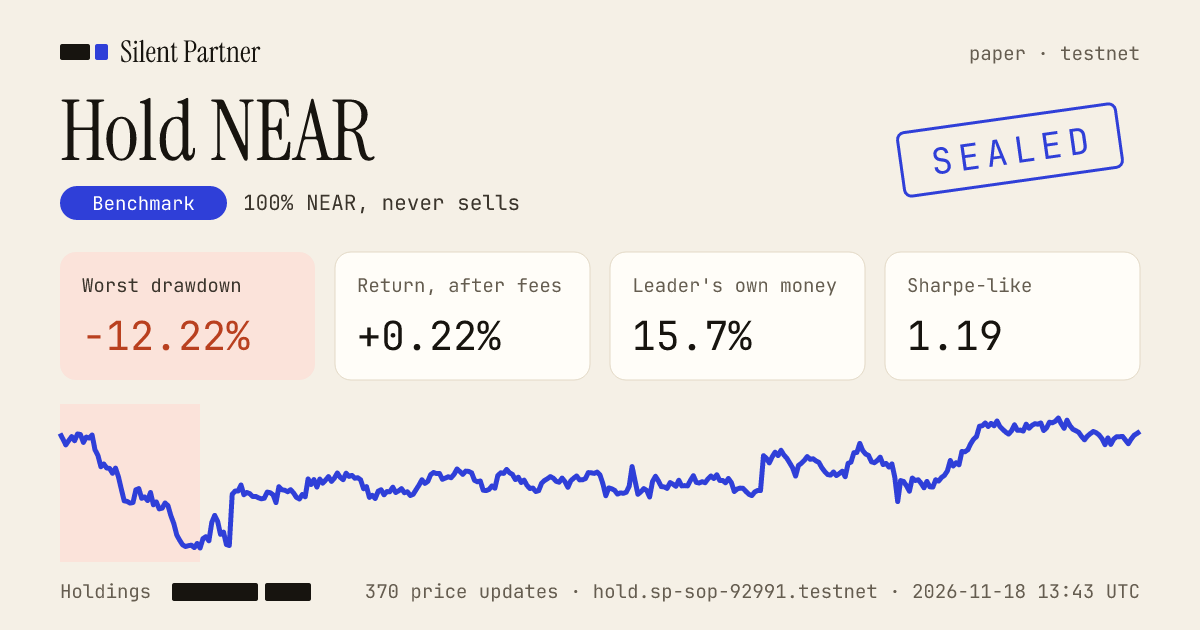 Silent Partner
paper · testnet
Hold NEAR
SEALED
Benchmark
100% NEAR, never sells
Worst drawdown
-12.22%
Return, after fees
+0.22%
Leader's own money
15.7%
Sharpe-like
1.19
Holdings
370 price updates · hold.sp-sop-92991.testnet · 2026-11-18 13:43 UTC